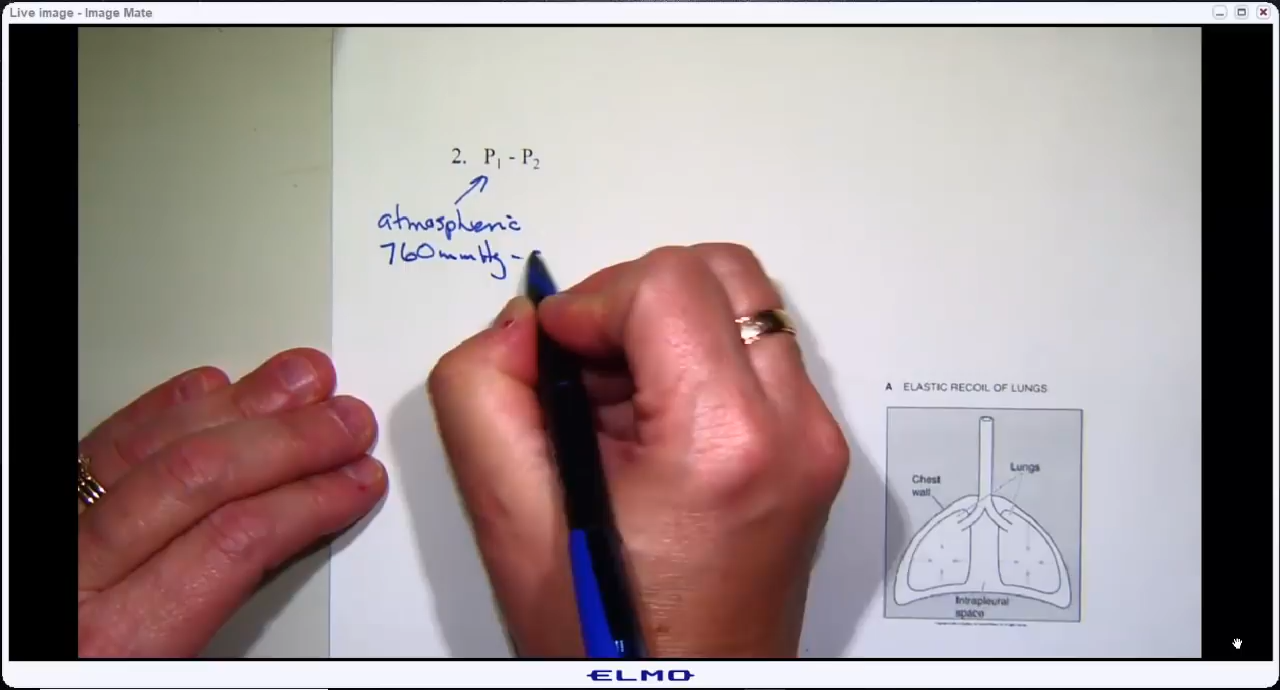 Live image - Image Mate
2. P₁ - P₂
atmospheric
760mmHg -
A ELASTIC RECOIL OF LUNGS
Lungs
Chest
wall
Intrapleural
space
ELMO